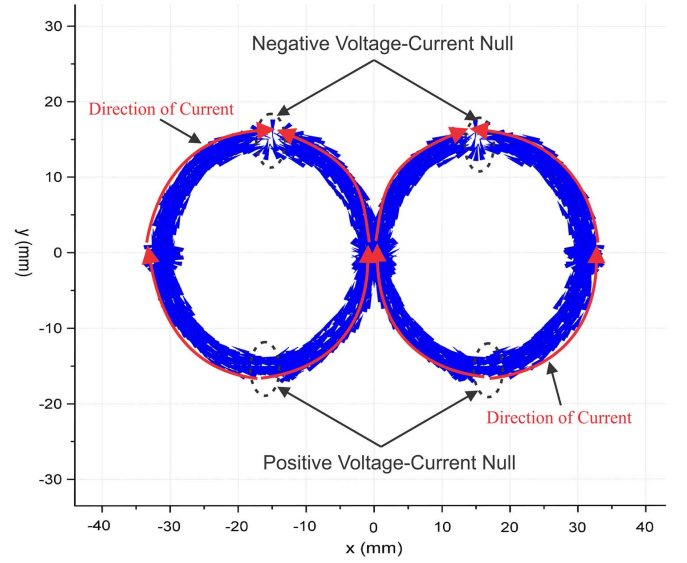 30
Negative Voltage-Current Null
20
Direction of Current
10
y (mm)
0
-10
Direction of Current
-20
Positive Voltage-Current Null
-30
-40 -30 -20 -10 0 10 20 30 40
x (mm)